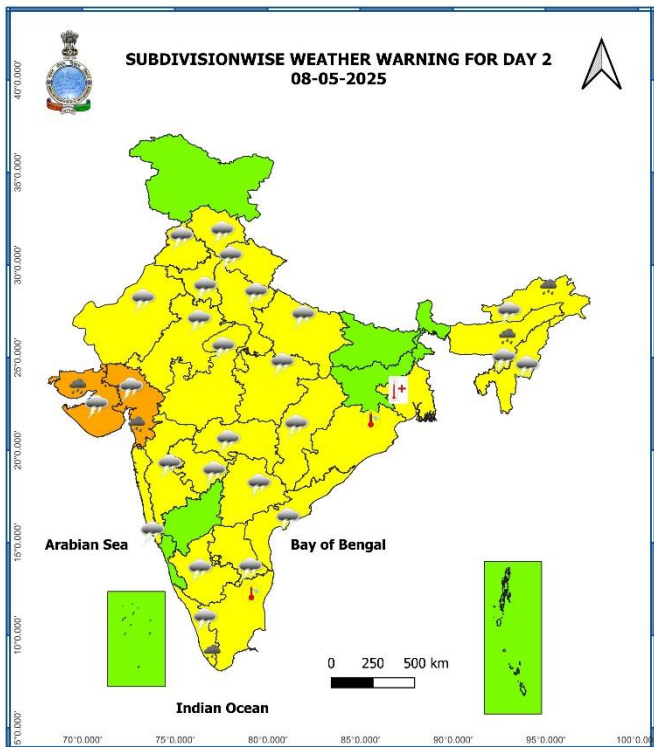 SUBDIVISIONWISE WEATHER WARNING FOR DAY 2
08-05-2025
40°0.000'
35°0.000'
30°0.000'
25°0.000'
20°0.000'
15°0.000'
10°0.000'
5°0.000'
Arabian Sea
Bay of Bengal
0 250 500 km
Indian Ocean
70°0.000' 75°0.000' 80°0.000' 85°0.000' 90°0.000' 95°0.000' 100°0.0